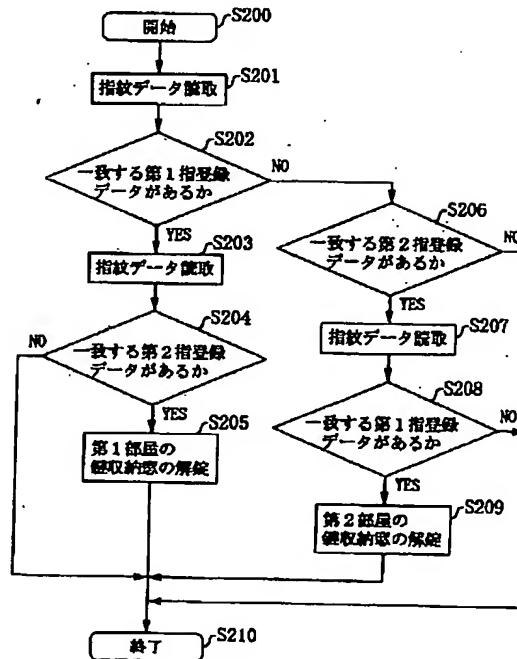 開始
S200
指紋データ読取
S201
一致する第1指登録
データがあるか
S202
NO
YES
指紋データ読取
S203
一致する第2指登録
データがあるか
S204
NO
YES
第1部屋の
鍵収納窓の解錠
S205
一致する第2指登録
データがあるか
S206
NO
YES
指紋データ読取
S207
一致する第1指登録
データがあるか
S208
NO
YES
第2部屋の
鍵収納窓の解錠
S209
終了
S210